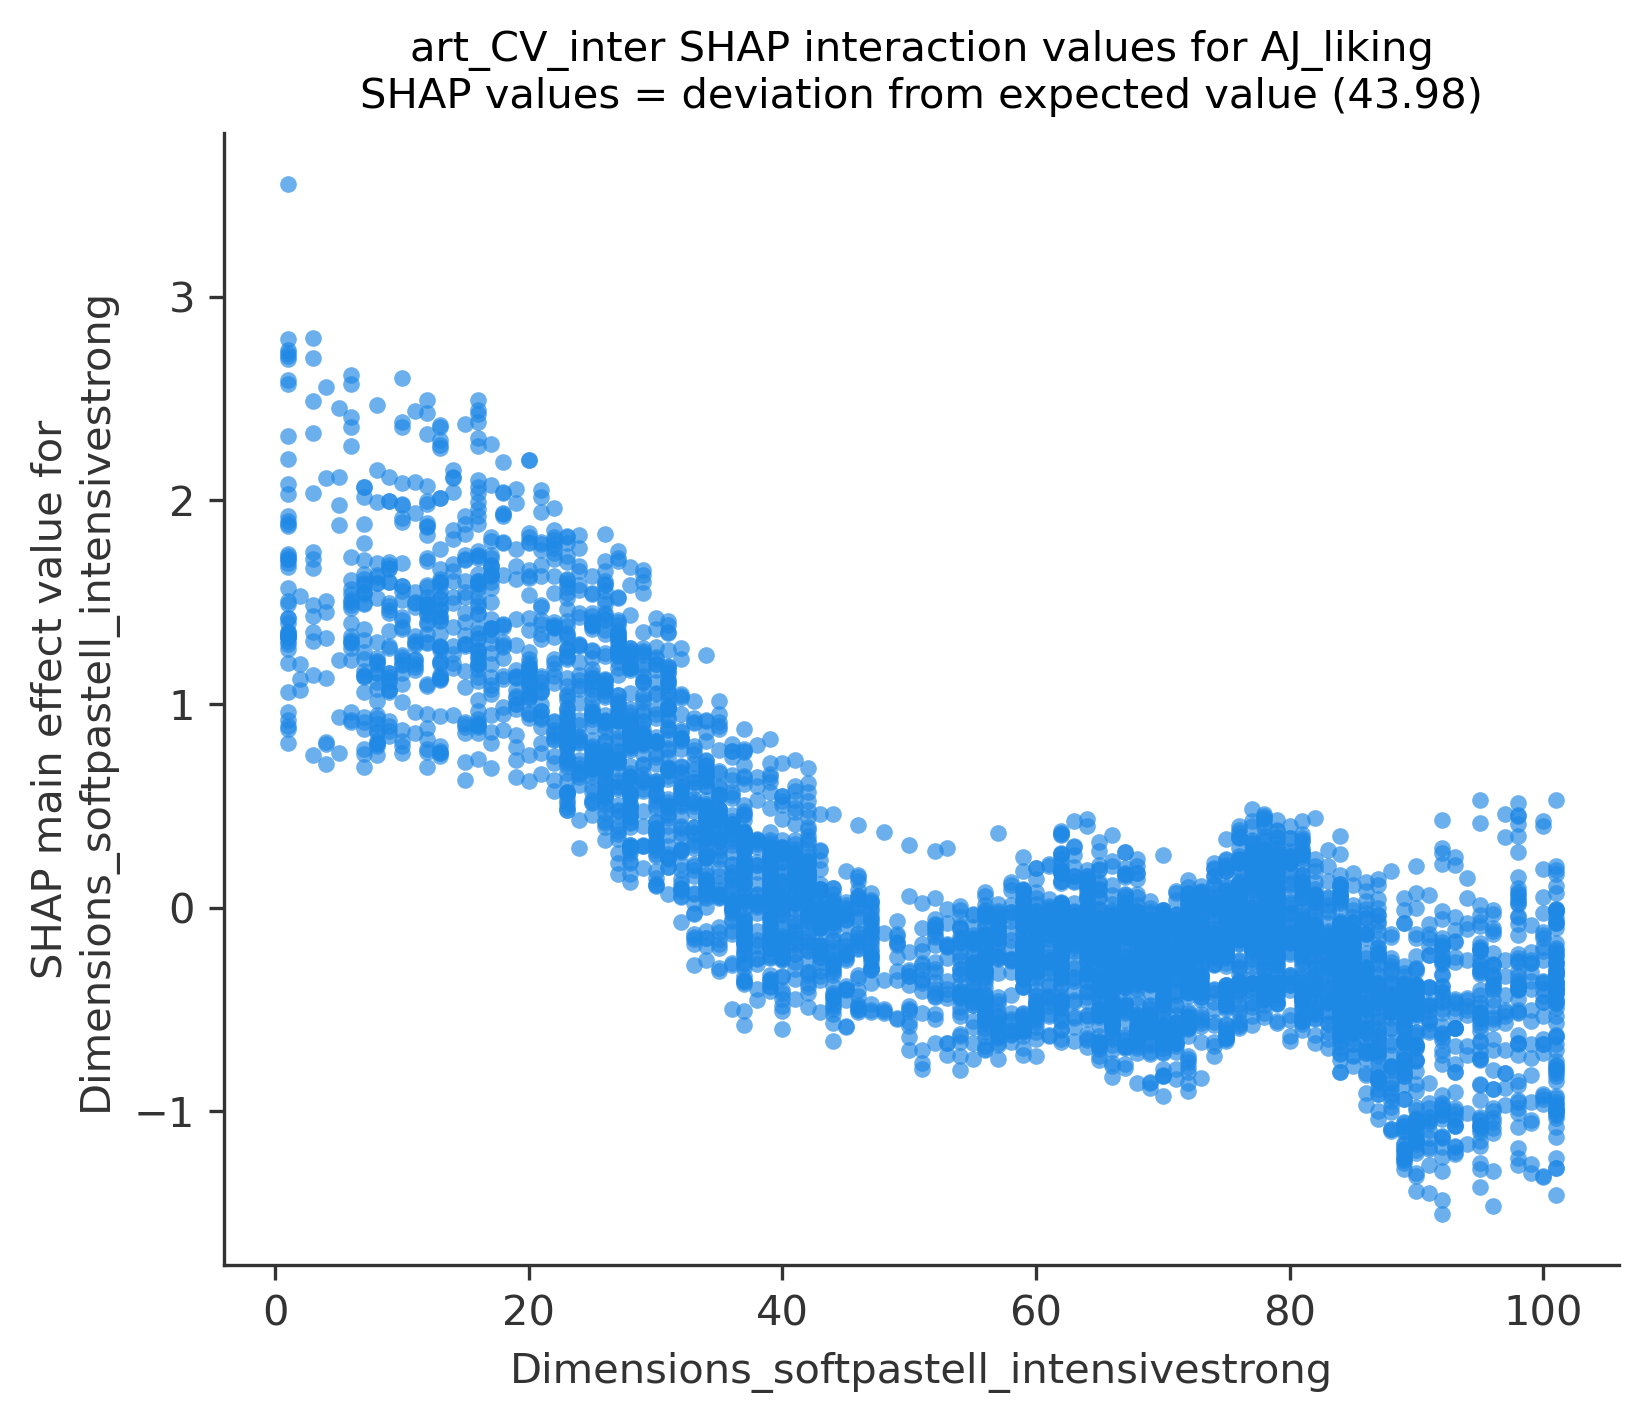 art_CV_inter SHAP interaction values for AJ_liking
SHAP values = deviation from expected value (43.98)
SHAP main effect value for
Dimensions_softpastell_intensivestrong
3
2
1
0
−1
0
20
40
60
80
100
Dimensions_softpastell_intensivestrong